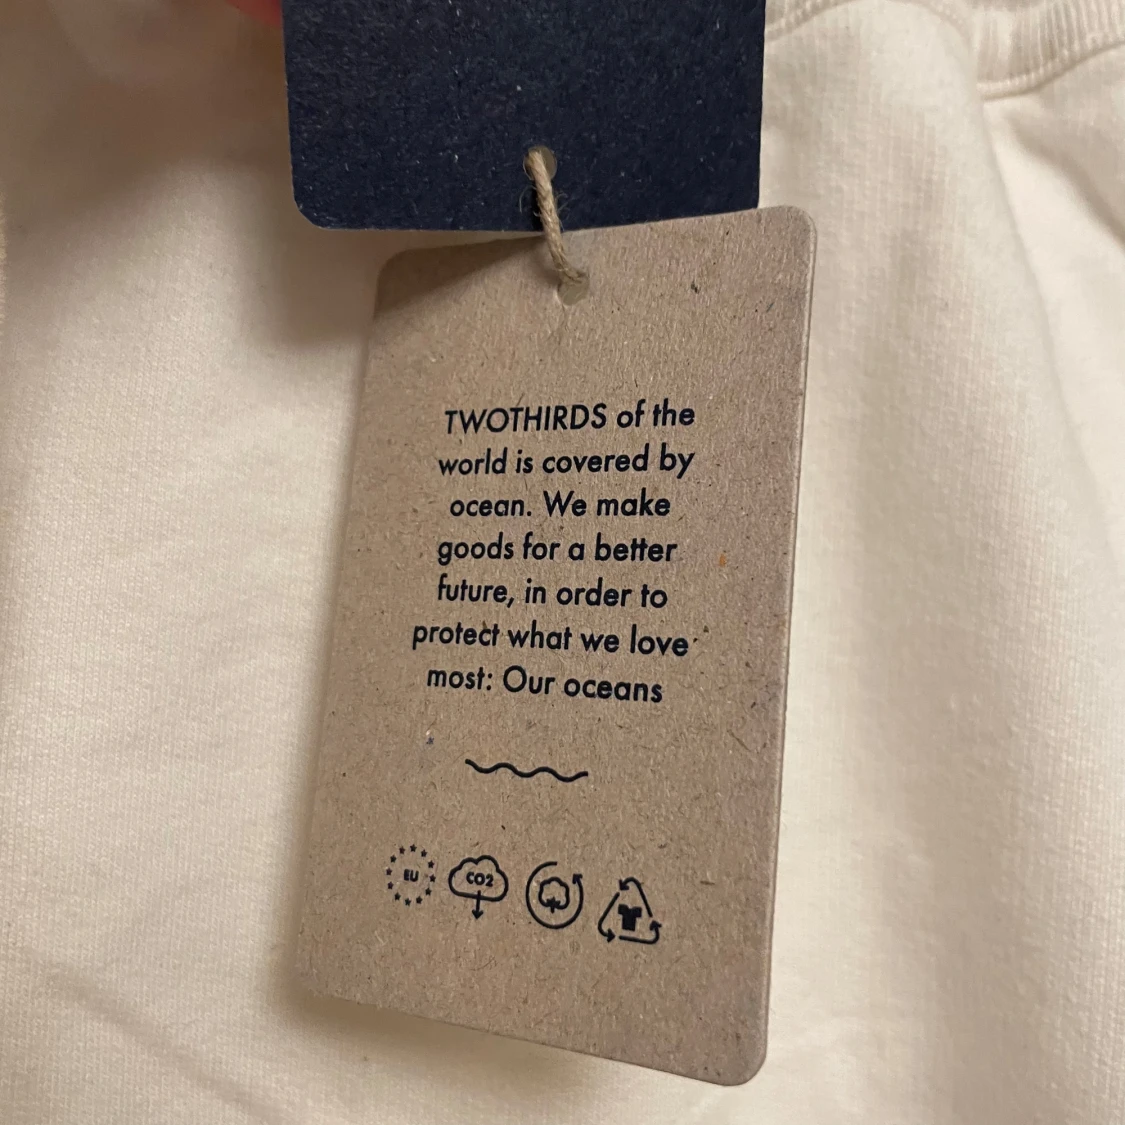 TWOTHIRDS of the
world is covered by
ocean. We make
goods for a better
future, in order to
protect what we love
most: Our oceans
EU
CO2